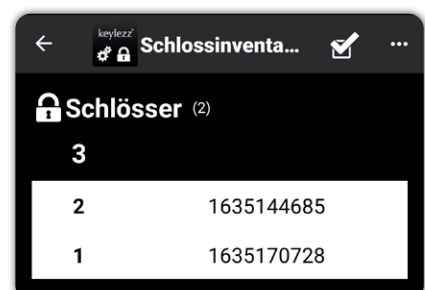 keylezz
Schlossinventa...
Schlösser (2)
3
2 1635144685
1 1635170728